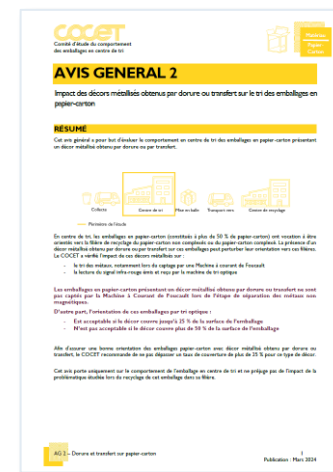 COCET
Comité d'étude du comportement
des emballages en centre de tri
Matériau
Papier
Carton
AVIS GENERAL 2
Impact des décors métallisés obtenus par dorure ou transfert sur le tri des emballages en
papier-carton
RÉSUMÉ
Cet avis général a pour but d'évaluer le comportement en centre de tri des emballages en papier-carton présentant
un décor métallisé obtenu par dorure ou par transfert.
Collecte
Centre de tri
Mise en balle
Transport vers
Centre de recyclage
Périmètre de l'étude
En centre de tri, les emballages en papier-carton (constitués à plus de 50 % de papier-carton) ont vocation à être
orientés vers la filière de recyclage du papier-carton non complexés ou du papier-carton complexé. La présence d'un
décor métallisé obtenu par dorure ou transfert sur ces emballages peut perturber leur orientation vers ces filières.
Le COCET a vérifié l'impact de ces décors métallisés sur :
- le tri des métaux, notamment lors du captage par une Machine à courant de Foucault
- la lecture du signal infra-rouge émis et reçu par la machine de tri optique
Les emballages en papier-carton présentant un décor métallisé obtenu par dorure ou transfert ne sont
pas captés par la Machine à Courant de Foucault lors de l'étape de séparation des métaux non
magnétiques.
D'autre part, l'orientation de ces emballages par tri optique :
- Est acceptable si le décor couvre jusqu'à 25 % de la surface de l'emballage
- N'est pas acceptable si le décor couvre plus de 50 % de la surface de l'emballage
Afin d'assurer une bonne orientation des emballages papier-carton avec décor métallisé obtenu par dorure ou
transfert, le COCET recommande de ne pas dépasser un taux de couverture de plus de 25 % pour ce type de décor.
Cet avis porte uniquement sur le comportement de l'emballage en centre de tri et ne préjuge pas de l'impact de la
problématique étudiée lors du recyclage de cet emballage dans sa filière.
AG 2 – Dorure et transfert sur papier-carton
1
Publication : Mars 2024